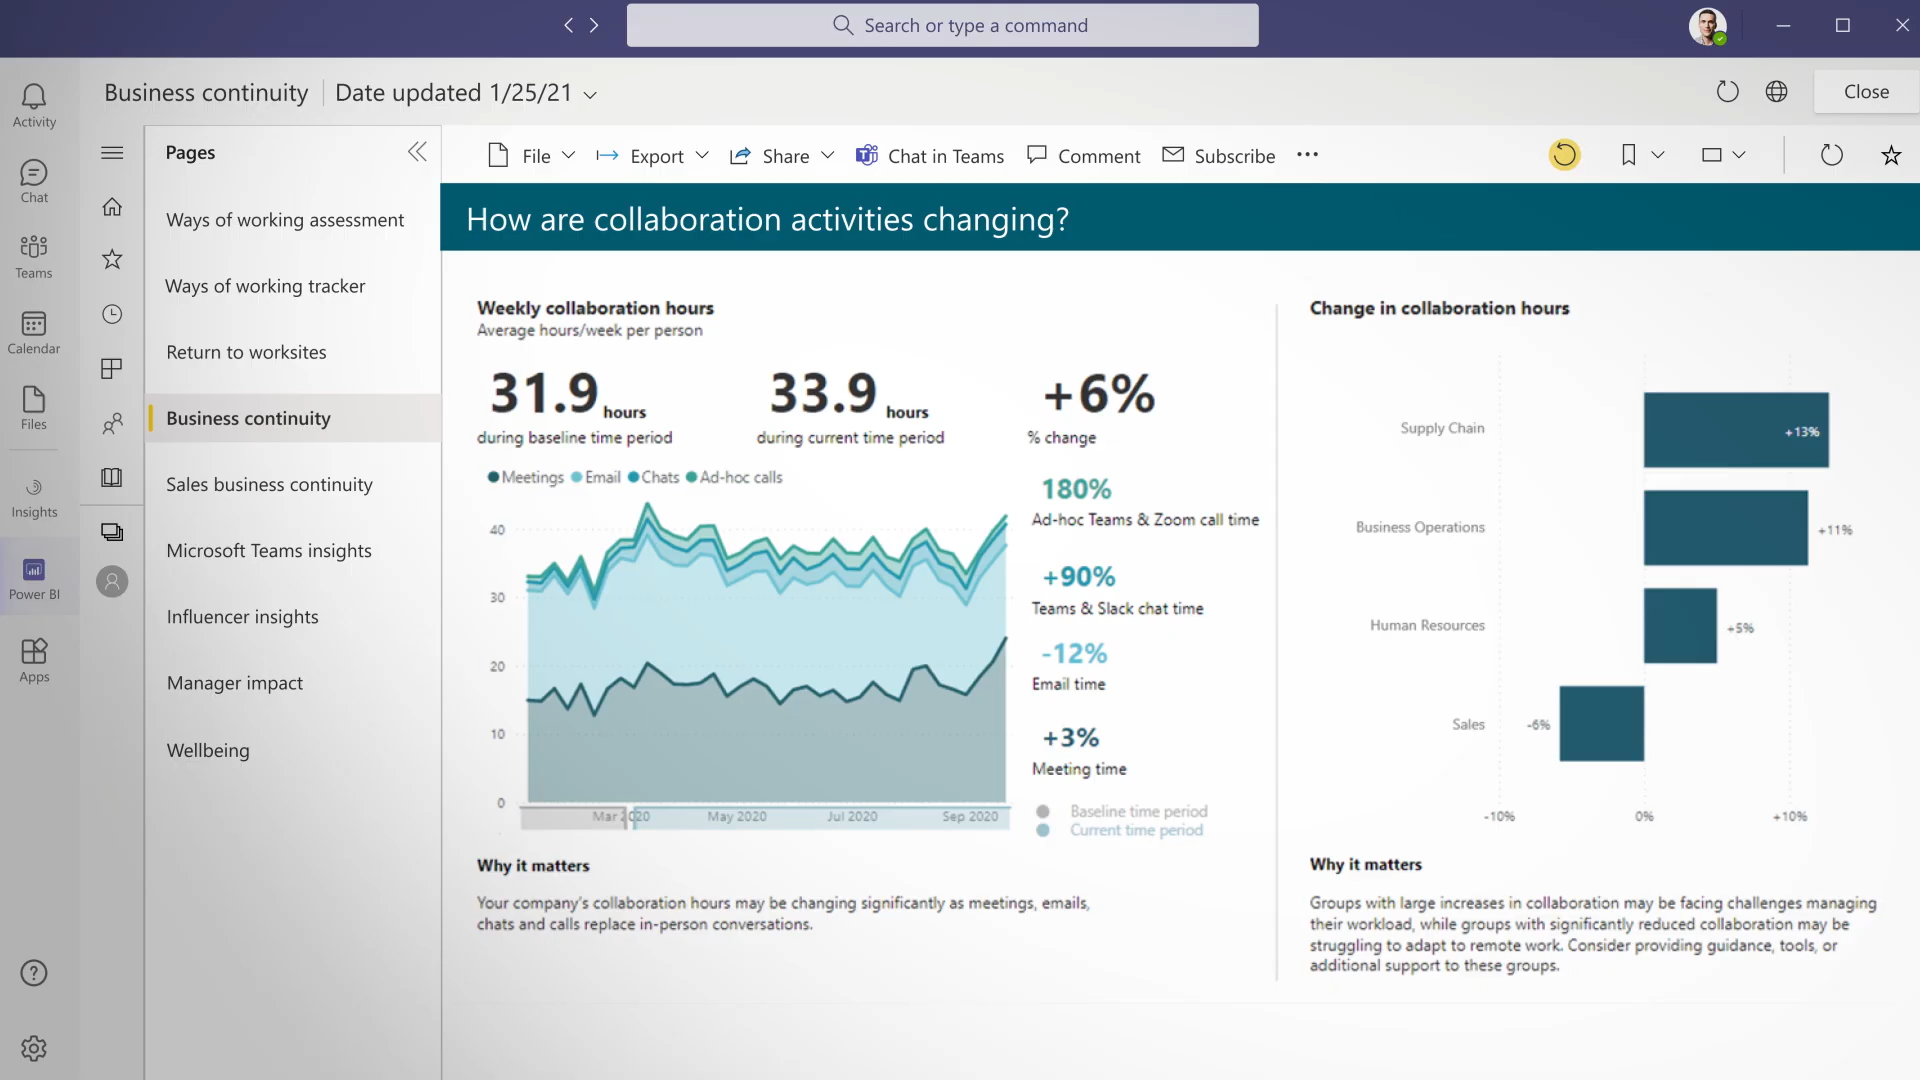 Search or type a command
Business continuity
Date updated 1/25/21
Close
Activity
Chat
Teams
Calendar
Files
Insights
Power BI
Apps
Pages
Ways of working assessment
Ways of working tracker
Return to worksites
Business continuity
Sales business continuity
Microsoft Teams insights
Influencer insights
Manager impact
Wellbeing
File
Export
Share
Chat in Teams
Comment
Subscribe
How are collaboration activities changing?
Weekly collaboration hours
Average hours/week per person
31.9 hours
during baseline time period
33.9 hours
during current time period
+6%
% change
Meetings Email Chats Ad-hoc calls
40
30
20
10
0
Mar 2020 May 2020 Jul 2020 Sep 2020
180%
Ad-hoc Teams & Zoom call time
+90%
Teams & Slack chat time
-12%
Email time
+3%
Meeting time
Baseline time period
Current time period
Why it matters
Your company's collaboration hours may be changing significantly as meetings, emails,
chats and calls replace in-person conversations.
Change in collaboration hours
Supply Chain +13%
Business Operations +11%
Human Resources +5%
Sales -6%
-10% 0% +10%
Why it matters
Groups with large increases in collaboration may be facing challenges managing
their workload, while groups with significantly reduced collaboration may be
struggling to adapt to remote work. Consider providing guidance, tools, or
additional support to these groups.